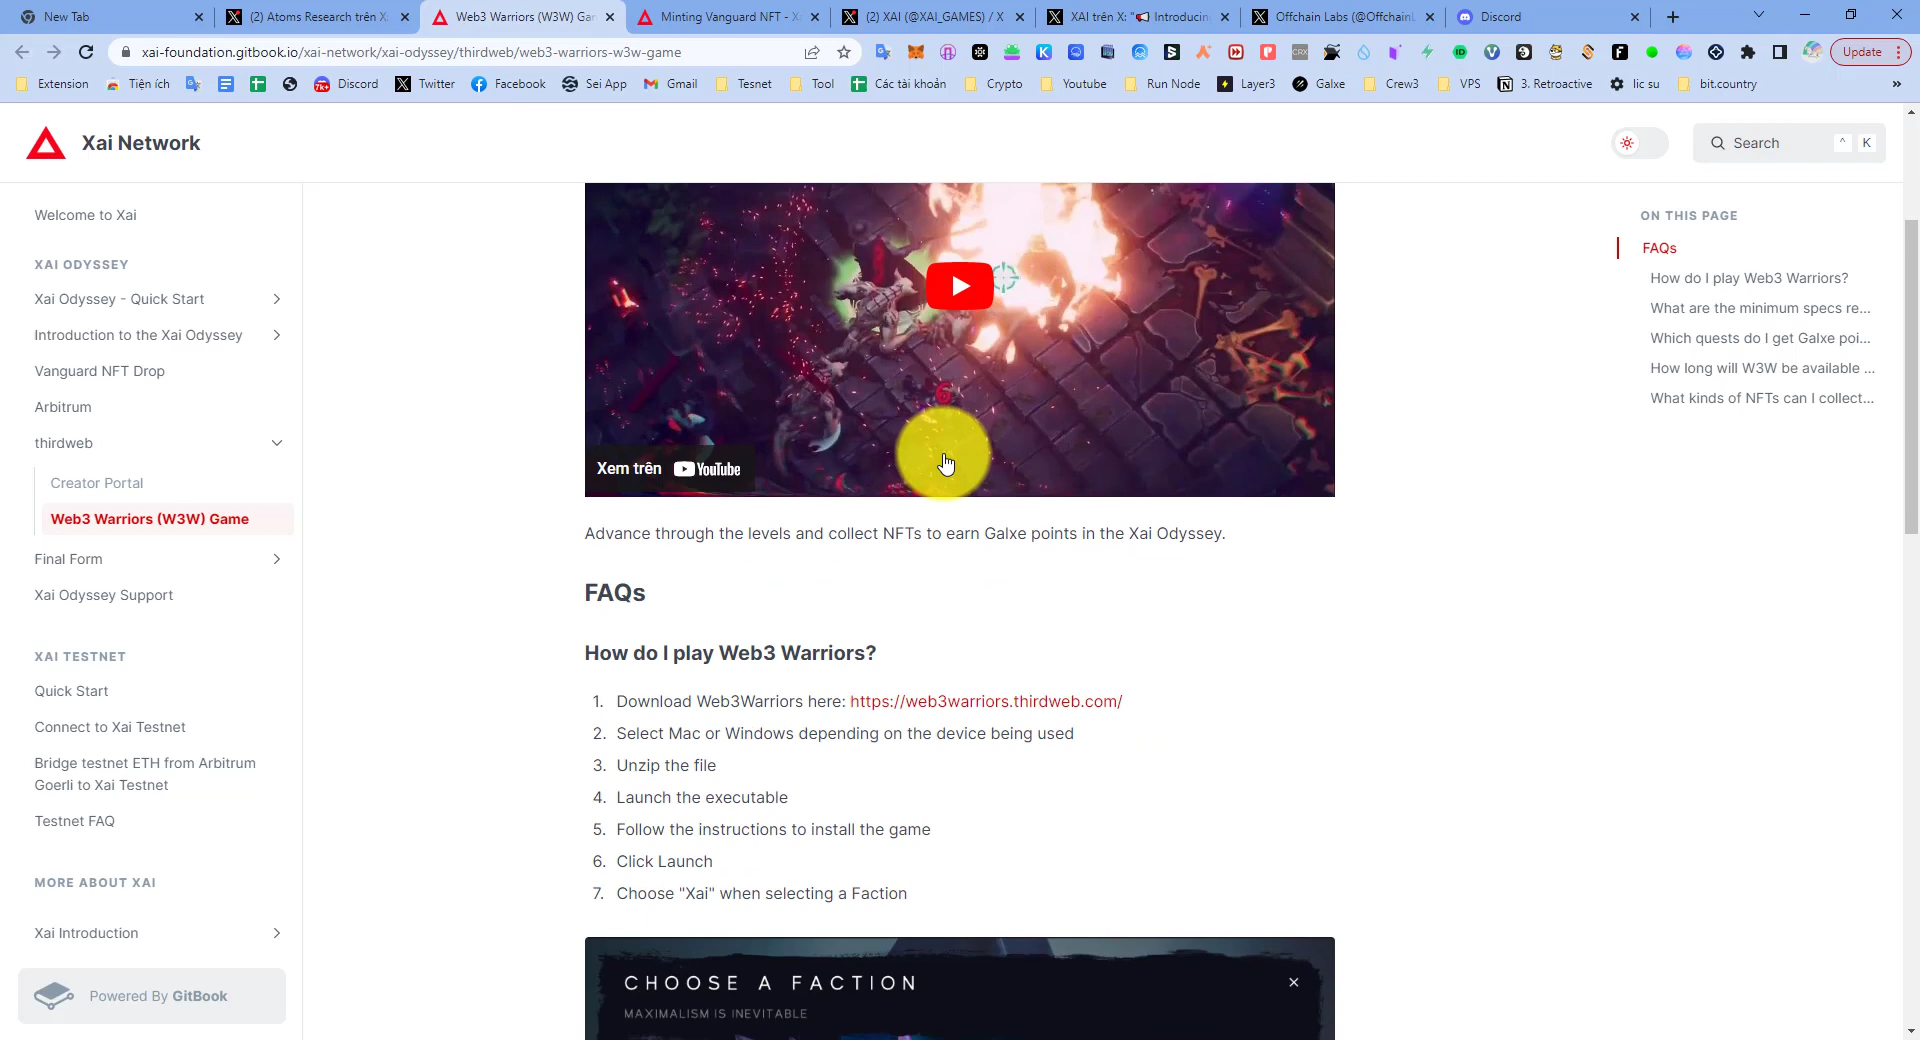 New Tab
(2) Atoms Research trên X
Web3 Warriors (W3W) Ga
Minting Vanguard NFT - X
(2) XAI (@XAI_GAMES) / X
XAI trên X: "📢 Introducin
Offchain Labs (@Offchain
Discord
xai-foundation.gitbook.io/xai-network/xai-odyssey/thirdweb/web3-warriors-w3w-game
Update
Extension
Tiện ích
Discord
Twitter
Facebook
Sei App
Gmail
Tesnet
Tool
Các tài khoản
Crypto
Youtube
Run Node
Layer3
Galxe
Crew3
VPS
3. Retroactive
lic su
bit.country
»
Xai Network
Search
^ K
Welcome to Xai
XAI ODYSSEY
Xai Odyssey - Quick Start
Introduction to the Xai Odyssey
Vanguard NFT Drop
Arbitrum
thirdweb
Creator Portal
Web3 Warriors (W3W) Game
Final Form
Xai Odyssey Support
XAI TESTNET
Quick Start
Connect to Xai Testnet
Bridge testnet ETH from Arbitrum
Goerli to Xai Testnet
Testnet FAQ
MORE ABOUT XAI
Xai Introduction
Powered By GitBook
6
Xem trên YouTube
Advance through the levels and collect NFTs to earn Galxe points in the Xai Odyssey.
FAQs
How do I play Web3 Warriors?
1. Download Web3Warriors here: https://web3warriors.thirdweb.com/
2. Select Mac or Windows depending on the device being used
3. Unzip the file
4. Launch the executable
5. Follow the instructions to install the game
6. Click Launch
7. Choose "Xai" when selecting a Faction
CHOOSE A FACTION
MAXIMALISM IS INEVITABLE
ON THIS PAGE
FAQs
How do I play Web3 Warriors?
What are the minimum specs re...
Which quests do I get Galxe poi...
How long will W3W be available ...
What kinds of NFTs can I collect...